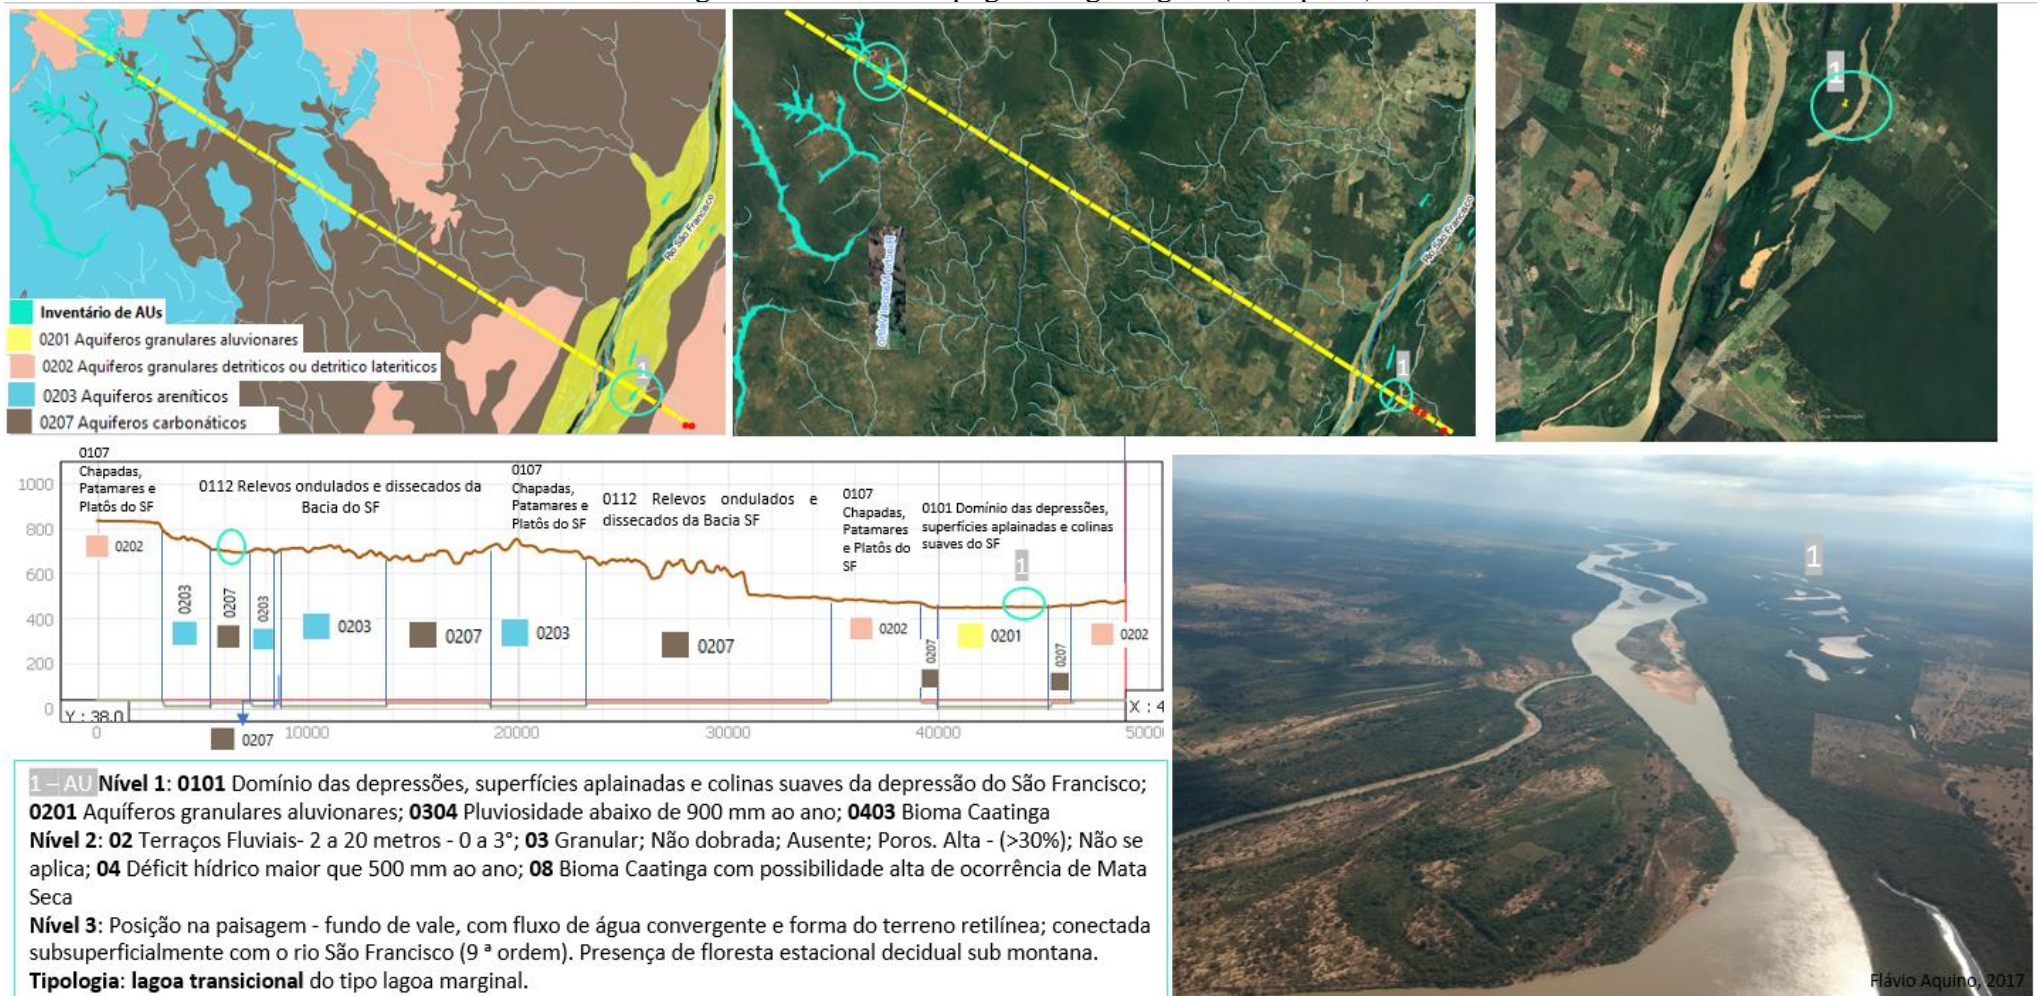 Rio São Francisco
1
Inventário de AUs
0201 Aquiferos granulares aluvionares
0202 Aquiferos granulares detriticos ou detritico lateriticos
0203 Aquiferos areníticos
0207 Aquiferos carbonáticos
Rio São Francisco
1
1
0107
Chapadas,
Patamares e
Platôs do SF
0112 Relevos ondulados e dissecados da
Bacia do SF
0107
Chapadas,
Patamares e
Platôs do SF
0112 Relevos ondulados e
dissecados da Bacia SF
0107
Chapadas,
Patamares
e Platôs do
SF
0101 Domínio das depressões,
superfícies aplainadas e colinas
suaves do SF
1
1000
800
600
400
200
0
0202
0203
0207
0203
0203
0207
0203
0207
0202
0207
0201
0207
0202
Y : 38.0
X : 4
0
10000
20000
30000
40000
50000
0207
1
1 – AU Nível 1: 0101 Domínio das depressões, superfícies aplainadas e colinas suaves da depressão do São Francisco;
0201 Aquíferos granulares aluvionares; 0304 Pluviosidade abaixo de 900 mm ao ano; 0403 Bioma Caatinga
Nível 2: 02 Terraços Fluviais- 2 a 20 metros - 0 a 3°; 03 Granular; Não dobrada; Ausente; Poros. Alta - (>30%); Não se
aplica; 04 Déficit hídrico maior que 500 mm ao ano; 08 Bioma Caatinga com possibilidade alta de ocorrência de Mata
Seca
Nível 3: Posição na paisagem - fundo de vale, com fluxo de água convergente e forma do terreno retilínea; conectada
subsuperficialmente com o rio São Francisco (9 ª ordem). Presença de floresta estacional decidual sub montana.
Tipologia: lagoa transicional do tipo lagoa marginal.
Flávio Aquino, 2017